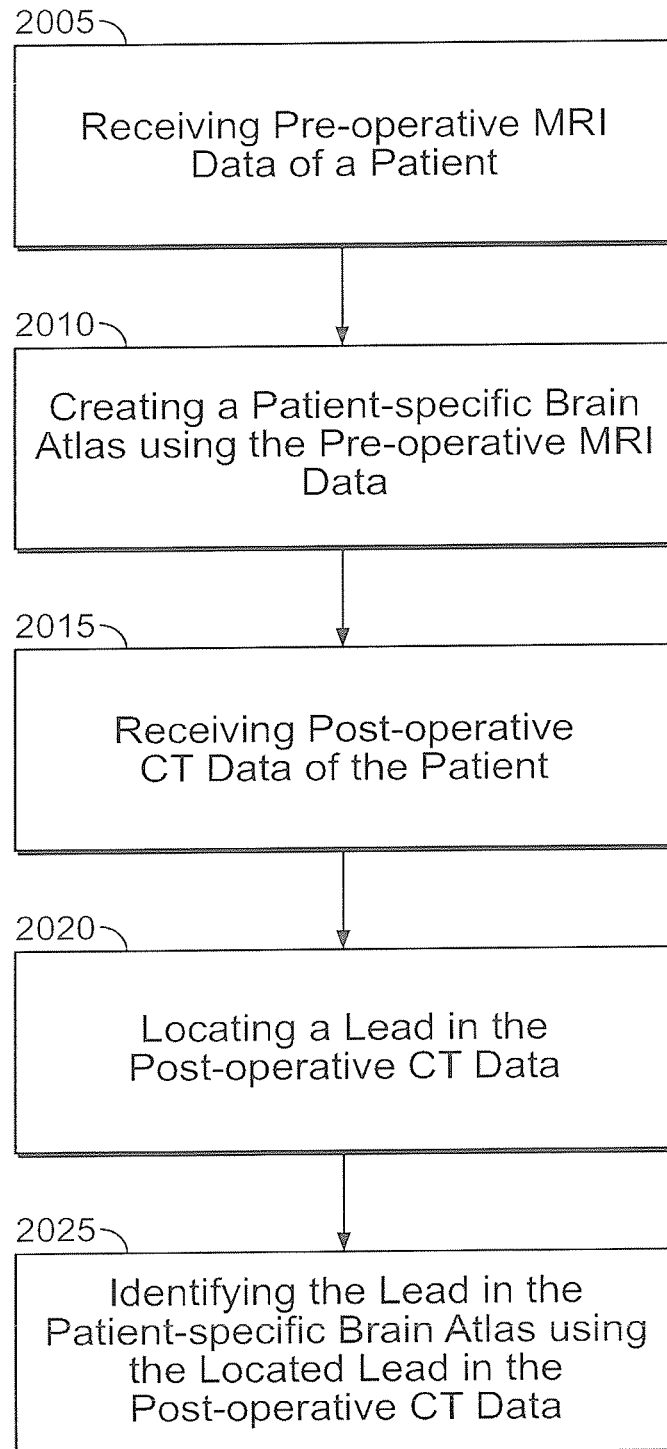 2005
Receiving Pre-operative MRI
Data of a Patient
2010
Creating a Patient-specific Brain
Atlas using the Pre-operative MRI
Data
2015
Receiving Post-operative
CT Data of the Patient
2020
Locating a Lead in the
Post-operative CT Data
2025
Identifying the Lead in the
Patient-specific Brain Atlas using
the Located Lead in the
Post-operative CT Data